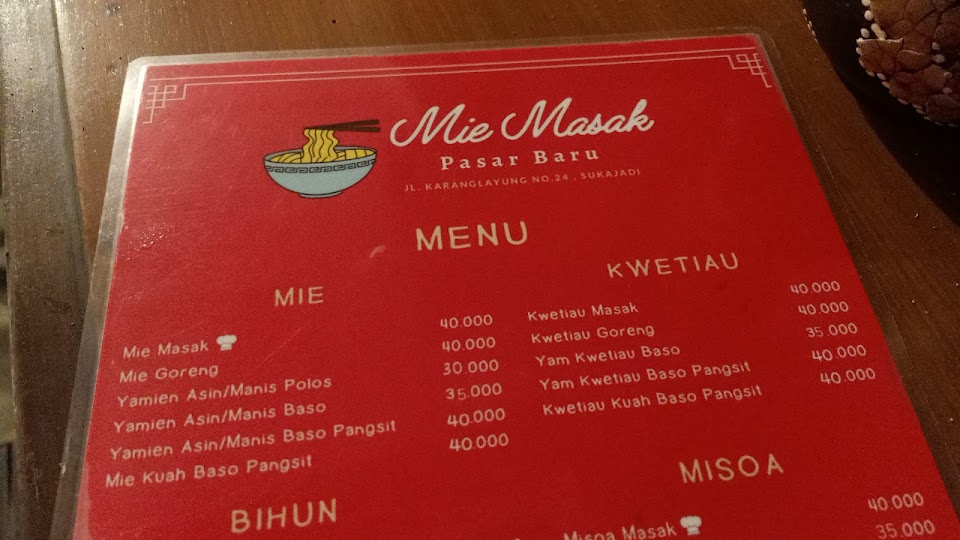 Mie Masak
Pasar Baru
JL. KARANGLAYUNG NO.24 , SUKAJADI
MENU
MIE
Mie Masak 40.000
Mie Goreng 40.000
Yamien Asin/Manis Polos 30.000
Yamien Asin/Manis Baso 35.000
Yamien Asin/Manis Baso Pangsit 40.000
Mie Kuah Baso Pangsit 40.000
KWETIAU
Kwetiau Masak 40.000
Kwetiau Goreng 40.000
Yam Kwetiau Baso 35.000
Yam Kwetiau Baso Pangsit 40.000
Kwetiau Kuah Baso Pangsit 40.000
BIHUN
MISOA
Misoa Masak 40.000
35.000